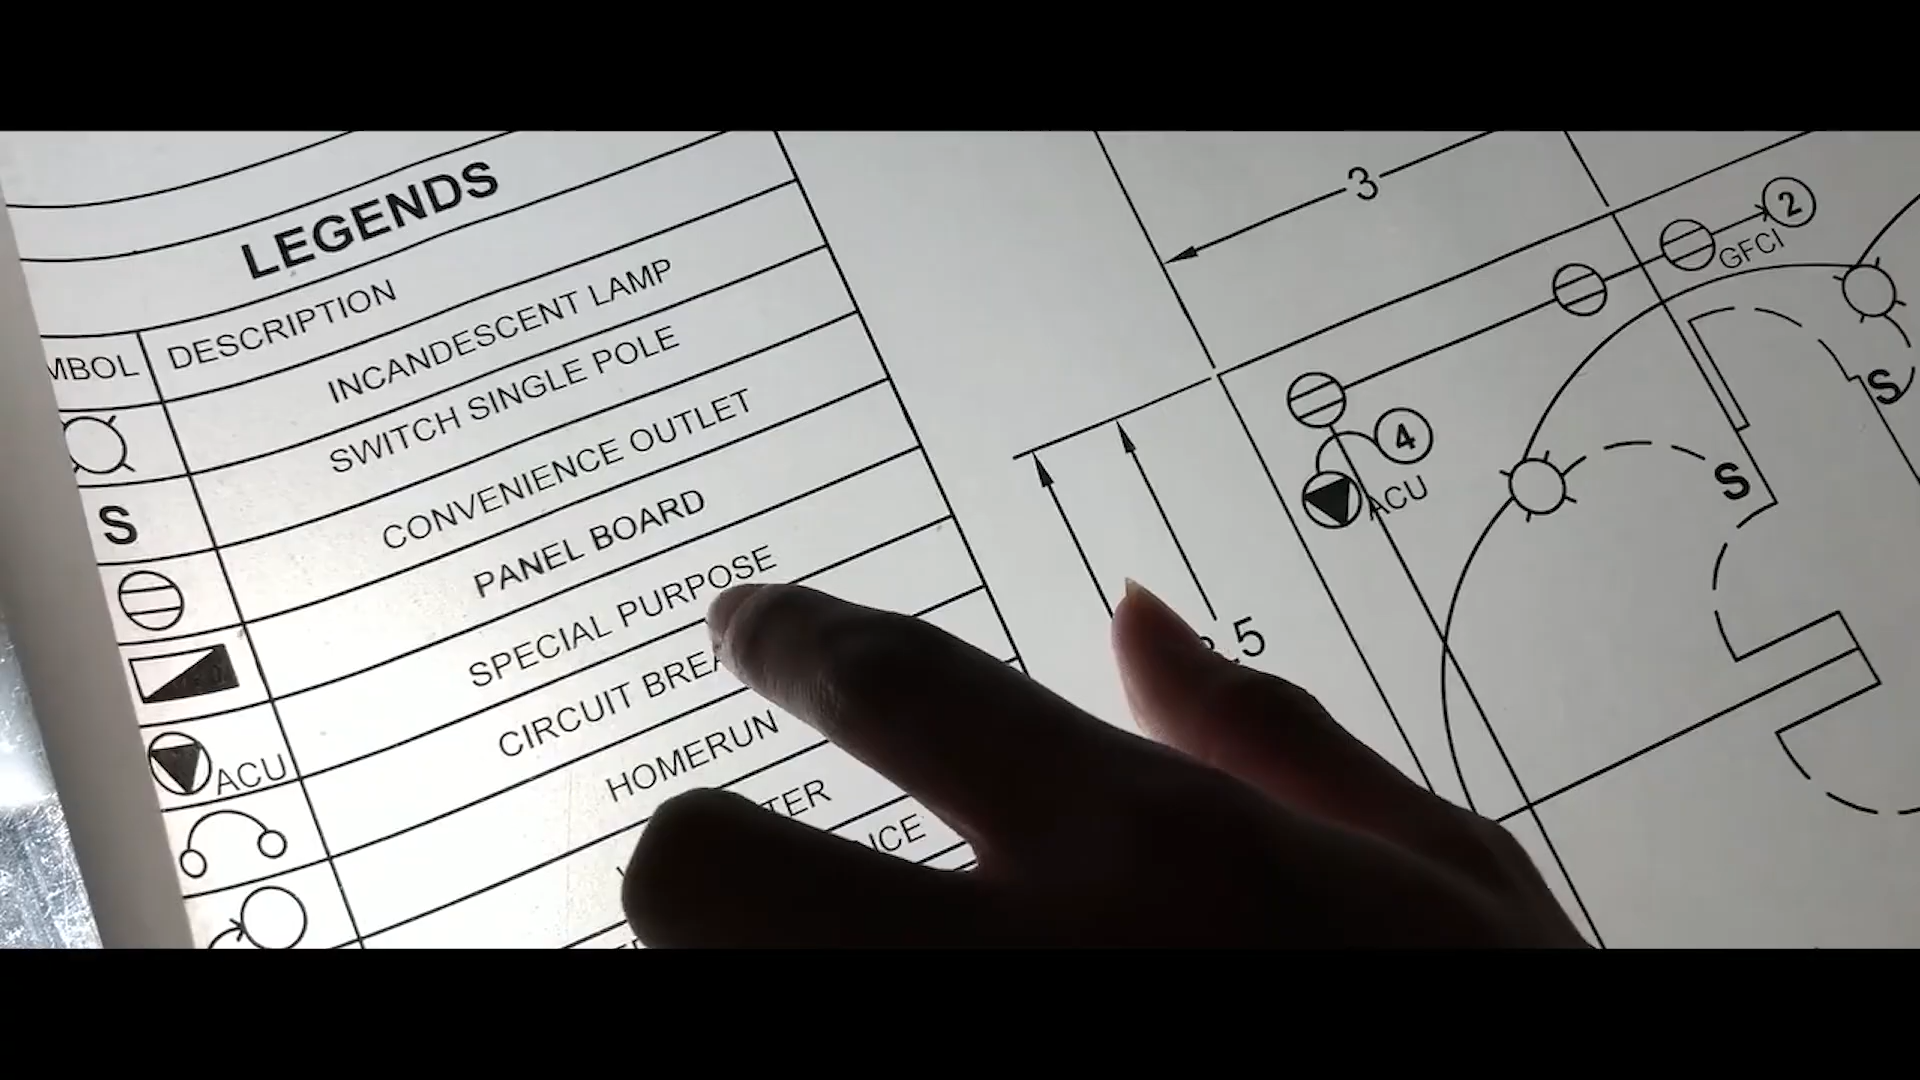 LEGENDS
MBOL DESCRIPTION
INCANDESCENT LAMP
S SWITCH SINGLE POLE
CONVENIENCE OUTLET
PANEL BOARD
ACU SPECIAL PURPOSE
CIRCUIT BREA
HOMERUN
TER
NCE
3
2
GFCI
4
ACU
S
S
.5